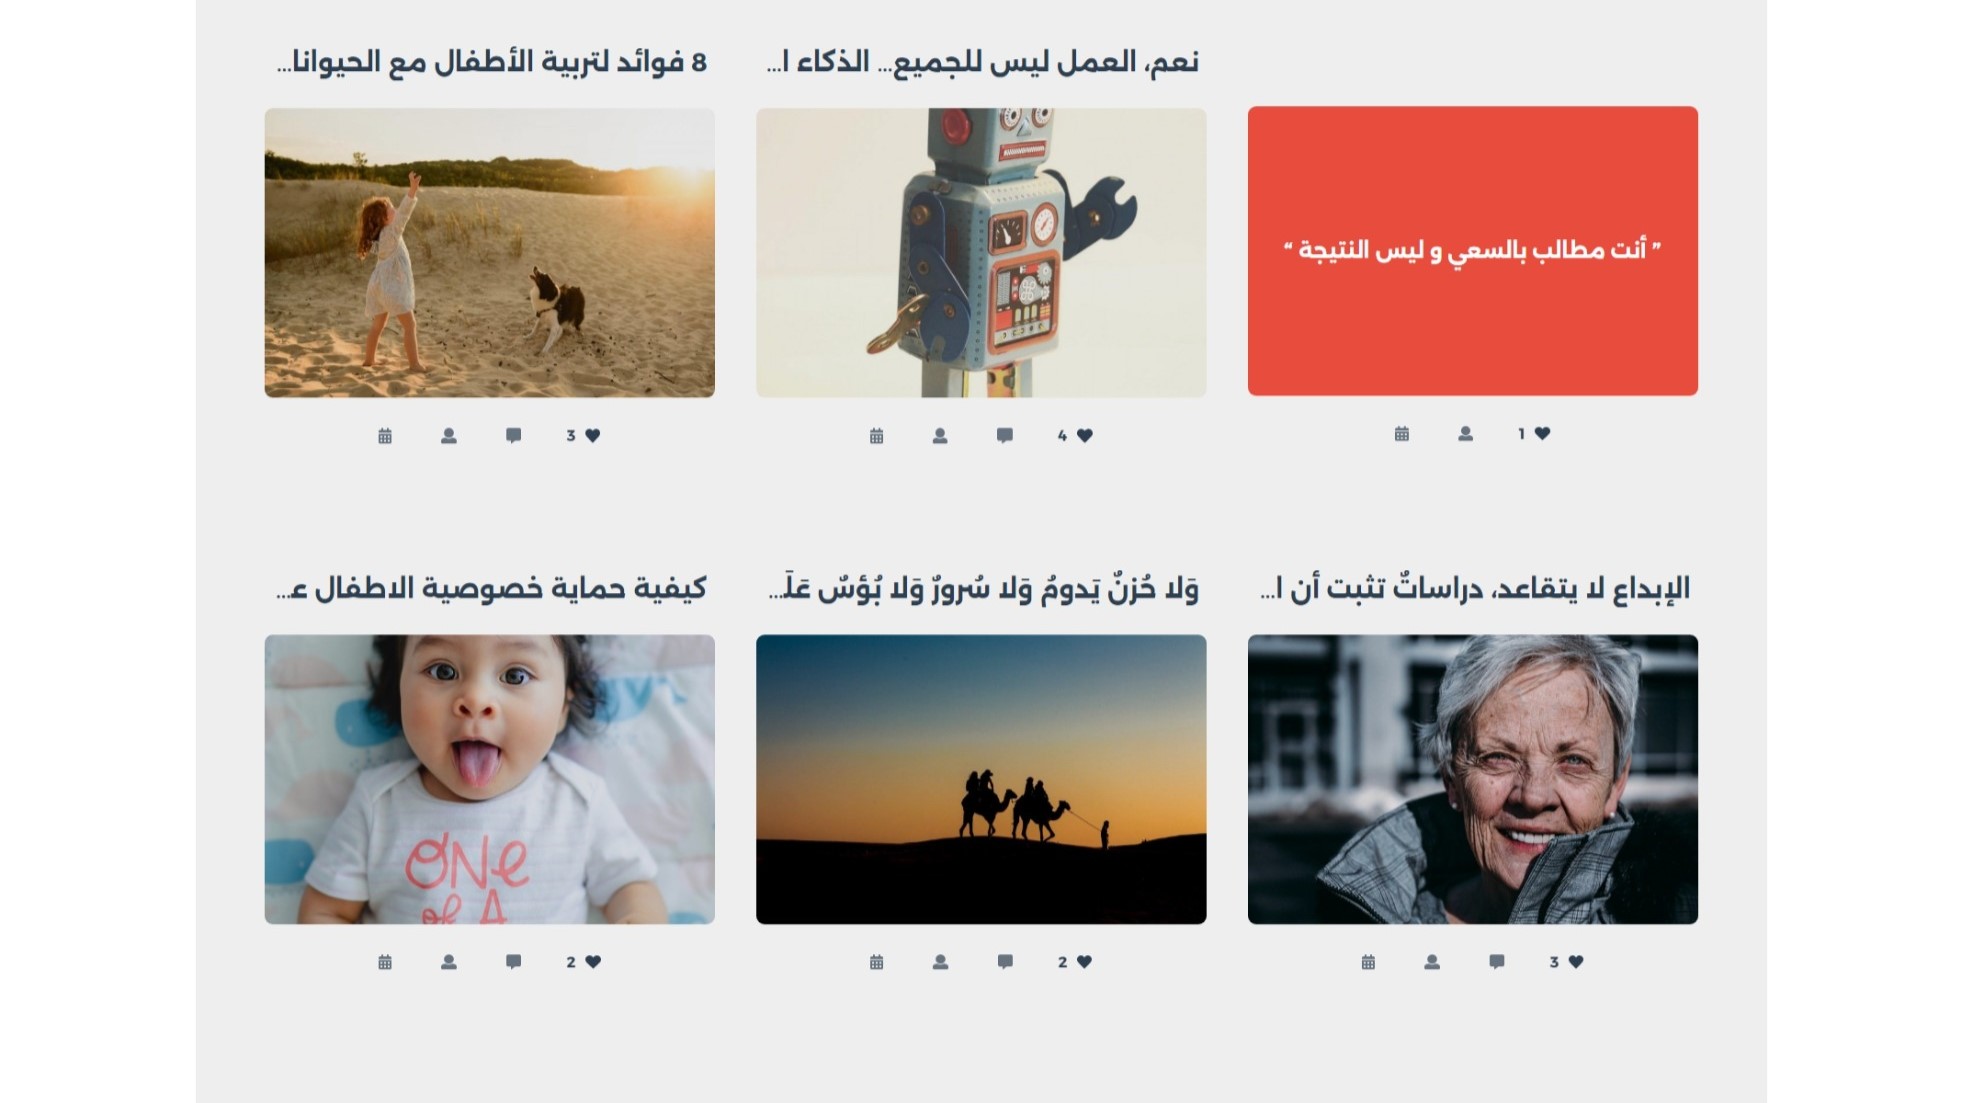 نعم، العمل ليس للجميع... الذكاء ا...
8 فوائد لتربية الأطفال مع الحيوانا...
” أنت مطالب بالسعي و ليس النتيجة “
1
4
3
الإبداع لا يتقاعد، دراساتٌ تثبت أن ا...
وَلا حُزنٌ يَدومُ وَلا سُرورٌ وَلا بُؤسٌ عَلَ...
كيفية حماية خصوصية الاطفال ع...
ONE
of A
3
2
2